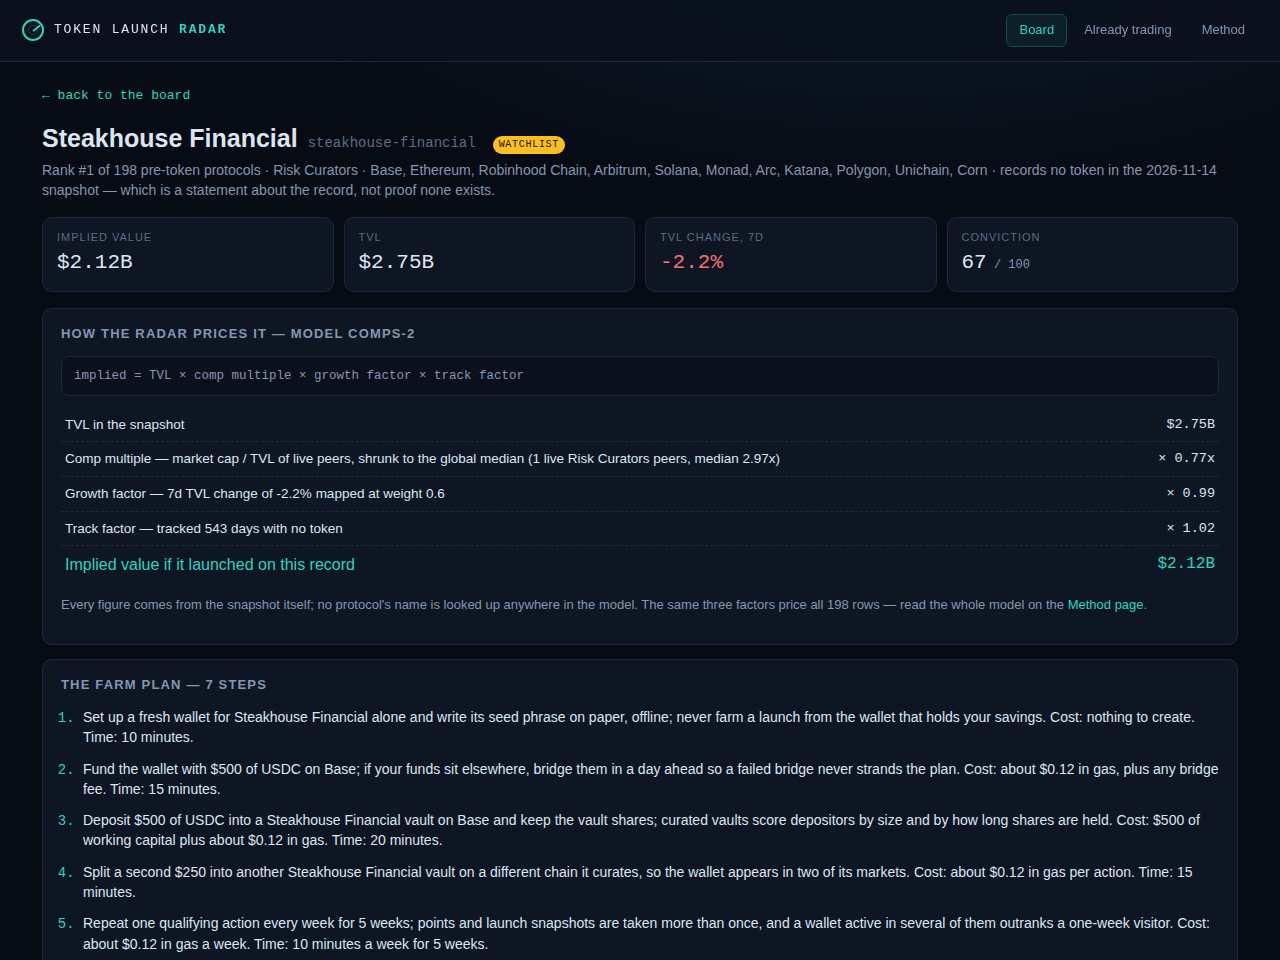 TOKEN LAUNCH RADAR
Board
Already trading
Method
← back to the board
Steakhouse Financial steakhouse-financial WATCHLIST
Rank #1 of 198 pre-token protocols · Risk Curators · Base, Ethereum, Robinhood Chain, Arbitrum, Solana, Monad, Arc, Katana, Polygon, Unichain, Corn · records no token in the 2026-11-14
snapshot — which is a statement about the record, not proof none exists.
IMPLIED VALUE
$2.12B
TVL
$2.75B
TVL CHANGE, 7D
-2.2%
CONVICTION
67 / 100
HOW THE RADAR PRICES IT — MODEL COMPS-2
implied = TVL × comp multiple × growth factor × track factor
TVL in the snapshot $2.75B
Comp multiple — market cap / TVL of live peers, shrunk to the global median (1 live Risk Curators peers, median 2.97x) × 0.77x
Growth factor — 7d TVL change of -2.2% mapped at weight 0.6 × 0.99
Track factor — tracked 543 days with no token × 1.02
Implied value if it launched on this record $2.12B
Every figure comes from the snapshot itself; no protocol's name is looked up anywhere in the model. The same three factors price all 198 rows — read the whole model on the Method page.
THE FARM PLAN — 7 STEPS
1. Set up a fresh wallet for Steakhouse Financial alone and write its seed phrase on paper, offline; never farm a launch from the wallet that holds your savings. Cost: nothing to create.
Time: 10 minutes.
2. Fund the wallet with $500 of USDC on Base; if your funds sit elsewhere, bridge them in a day ahead so a failed bridge never strands the plan. Cost: about $0.12 in gas, plus any bridge
fee. Time: 15 minutes.
3. Deposit $500 of USDC into a Steakhouse Financial vault on Base and keep the vault shares; curated vaults score depositors by size and by how long shares are held. Cost: $500 of
working capital plus about $0.12 in gas. Time: 20 minutes.
4. Split a second $250 into another Steakhouse Financial vault on a different chain it curates, so the wallet appears in two of its markets. Cost: about $0.12 in gas per action. Time: 15
minutes.
5. Repeat one qualifying action every week for 5 weeks; points and launch snapshots are taken more than once, and a wallet active in several of them outranks a one-week visitor. Cost:
about $0.12 in gas a week. Time: 10 minutes a week for 5 weeks.